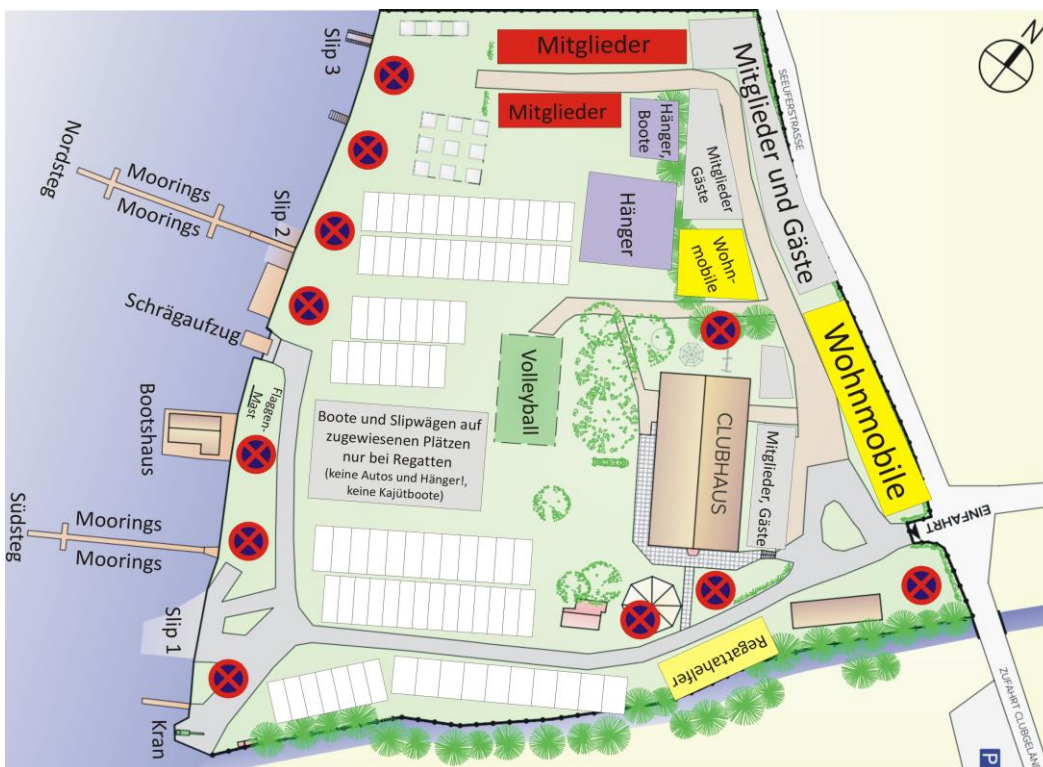 N
SEEUFERSTRASSE
Mitglieder
Mitglieder
Mitglieder und Gäste
Hänger,
Boote
Mitglieder
Gäste
Hänger
Wohn-
mobile
Wohnmobile
Slip 3
Moorings
Moorings
Nordsteg
Slip 2
Schrägaufzug
Bootshaus
Flaggen-
Mast
Volleyball
Boote und Slipwägen auf
zugewiesenen Plätzen
nur bei Regatten
(keine Autos und Hänger!,
keine Kajütboote)
CLUBHAUS
Mitglieder, Gäste
EINFAHRT
Moorings
Moorings
Südsteg
Slip 1
Kran
Regattahelfer
ZUFAHRT CLUBGELÄN
P